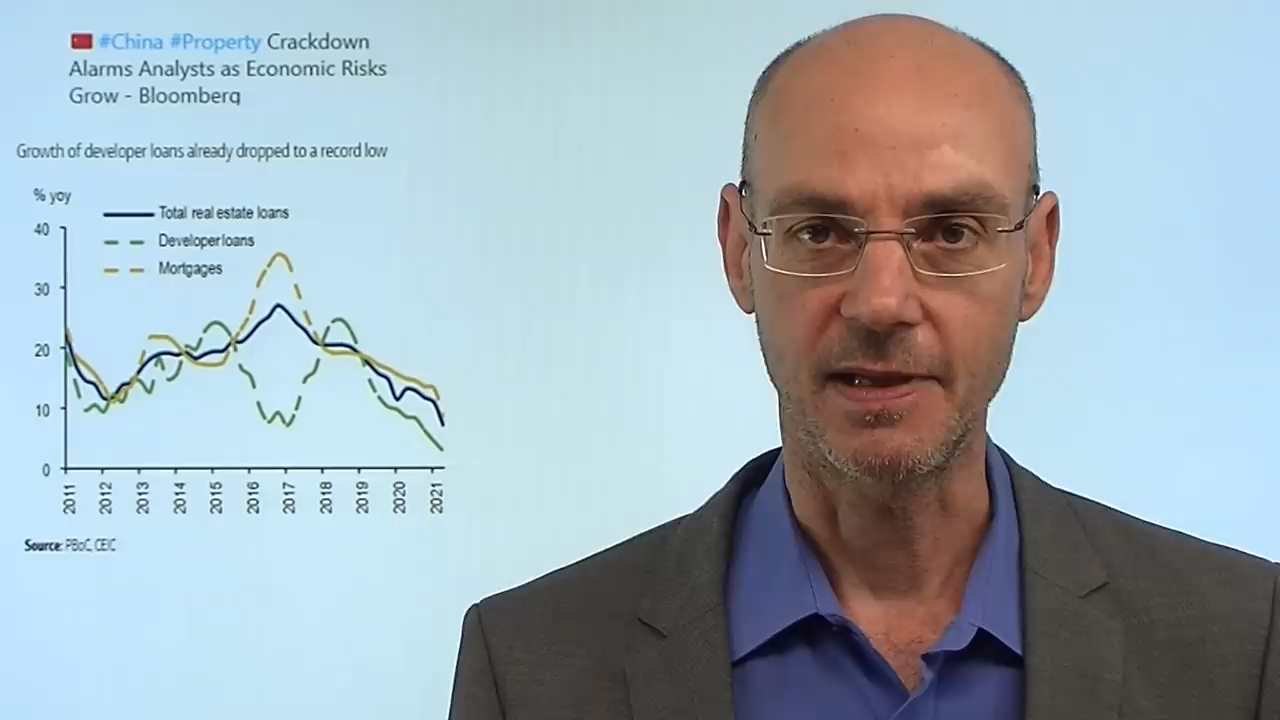 #China #Property Crackdown
Alarms Analysts as Economic Risks
Grow - Bloomberg
Growth of developer loans already dropped to a record low
% yoy
Total real estate loans
Developer loans
Mortgages
40
30
20
10
0
2011
2012
2013
2014
2015
2016
2017
2018
2019
2020
2021
Source: PBoC, CEIC